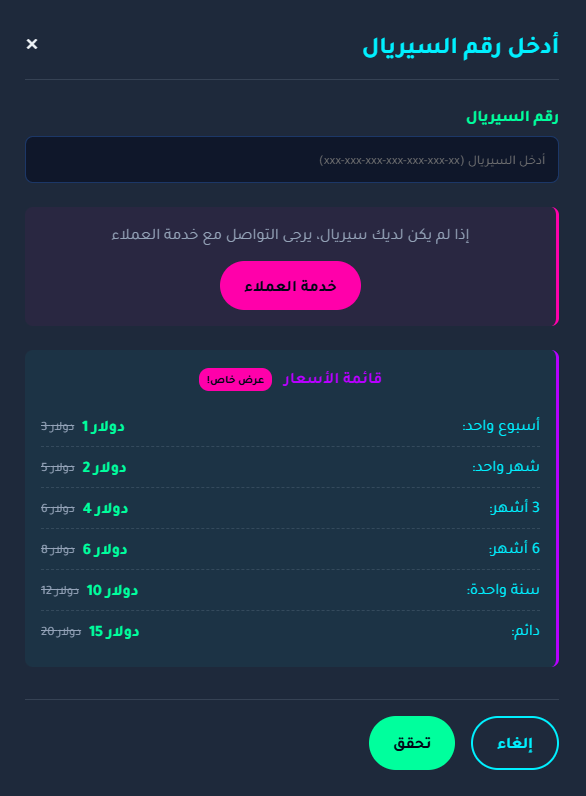 أدخل رقم السيريال ×
رقم السيريال
أدخل السيريال (xxx-xxx-xxx-xxx-xxx-xxx-xx)
إذا لم يكن لديك سيريال، يرجى التواصل مع خدمة العملاء
خدمة العملاء
قائمة الأسعار عرض خاص!
أسبوع واحد: 1 دولار 3 دولار
شهر واحد: 2 دولار 5 دولار
3 أشهر: 4 دولار 6 دولار
6 أشهر: 6 دولار 8 دولار
سنة واحدة: 10 دولار 12 دولار
دائم: 15 دولار 20 دولار
إلغاء تحقق